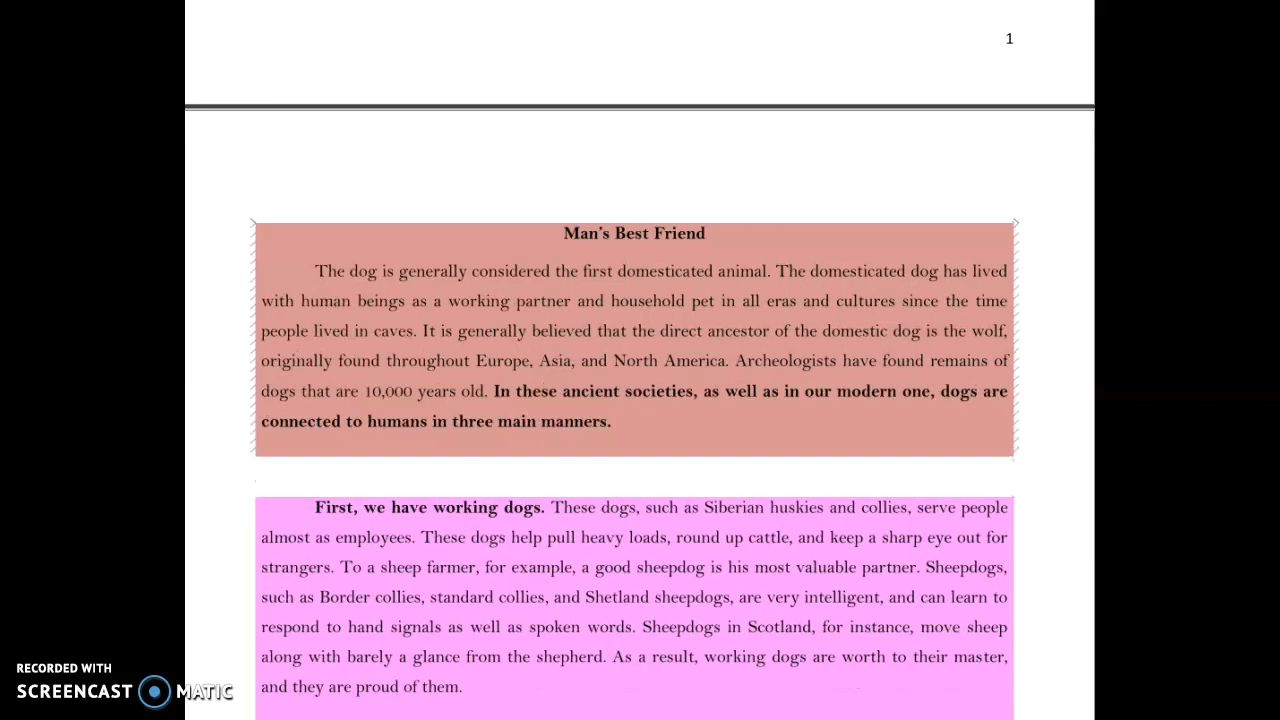 1
Man's Best Friend
The dog is generally considered the first domesticated animal. The domesticated dog has lived
with human beings as a working partner and household pet in all eras and cultures since the time
people lived in caves. It is generally believed that the direct ancestor of the domestic dog is the wolf,
originally found throughout Europe, Asia, and North America. Archeologists have found remains of
dogs that are 10,000 years old. In these ancient societies, as well as in our modern one, dogs are
connected to humans in three main manners.
First, we have working dogs. These dogs, such as Siberian huskies and collies, serve people
almost as employees. These dogs help pull heavy loads, round up cattle, and keep a sharp eye out for
strangers. To a sheep farmer, for example, a good sheepdog is his most valuable partner. Sheepdogs,
such as Border collies, standard collies, and Shetland sheepdogs, are very intelligent, and can learn to
respond to hand signals as well as spoken words. Sheepdogs in Scotland, for instance, move sheep
along with barely a glance from the shepherd. As a result, working dogs are worth to their master,
and they are proud of them.
RECORDED WITH
SCREENCAST MATIC